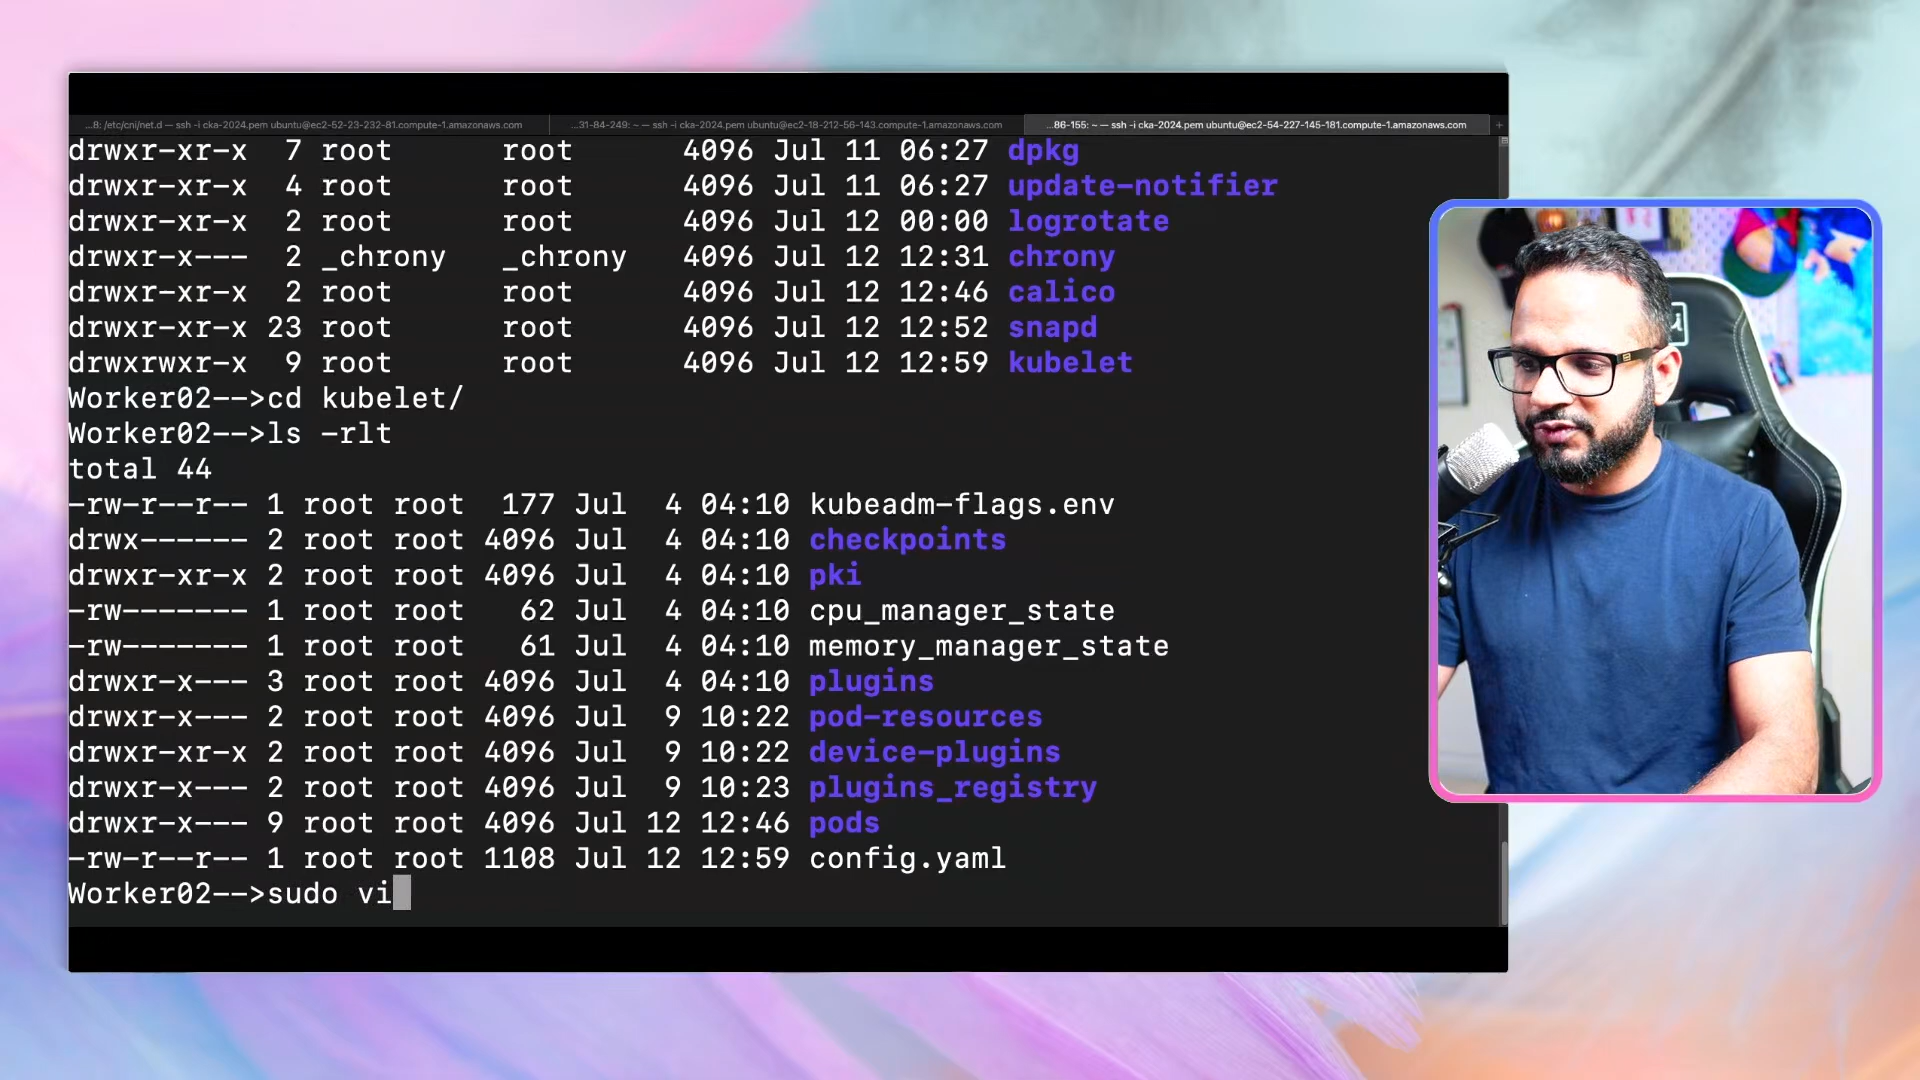 ...8: /etc/cni/net.d — ssh -i cka-2024.pem ubuntu@ec2-52-23-232-81.compute-1.amazonaws.com
...31-84-249: ~ — ssh -i cka-2024.pem ubuntu@ec2-18-212-56-143.compute-1.amazonaws.com
...86-155: ~ — ssh -i cka-2024.pem ubuntu@ec2-54-227-145-181.compute-1.amazonaws.com
drwxr-xr-x 7 root root 4096 Jul 11 06:27 dpkg
drwxr-xr-x 4 root root 4096 Jul 11 06:27 update-notifier
drwxr-xr-x 2 root root 4096 Jul 12 00:00 logrotate
drwxr-x--- 2 _chrony _chrony 4096 Jul 12 12:31 chrony
drwxr-xr-x 2 root root 4096 Jul 12 12:46 calico
drwxr-xr-x 23 root root 4096 Jul 12 12:52 snapd
drwxrwxr-x 9 root root 4096 Jul 12 12:59 kubelet
Worker02-->cd kubelet/
Worker02-->ls -rlt
total 44
-rw-r--r-- 1 root root 177 Jul 4 04:10 kubeadm-flags.env
drwx------ 2 root root 4096 Jul 4 04:10 checkpoints
drwxr-xr-x 2 root root 4096 Jul 4 04:10 pki
-rw------- 1 root root 62 Jul 4 04:10 cpu_manager_state
-rw------- 1 root root 61 Jul 4 04:10 memory_manager_state
drwxr-x--- 3 root root 4096 Jul 4 04:10 plugins
drwxr-x--- 2 root root 4096 Jul 9 10:22 pod-resources
drwxr-xr-x 2 root root 4096 Jul 9 10:22 device-plugins
drwxr-x--- 2 root root 4096 Jul 9 10:23 plugins_registry
drwxr-x--- 9 root root 4096 Jul 12 12:46 pods
-rw-r--r-- 1 root root 1108 Jul 12 12:59 config.yaml
Worker02-->sudo vi